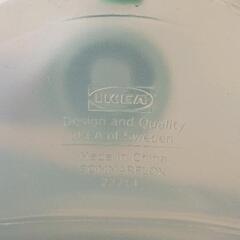 IKEA
Design and Quality
IKEA of Sweden
Made in China